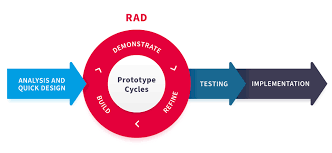 RAD
ANALYSIS AND
QUICK DESIGN
DEMONSTRATE
Prototype
Cycles
BUILD
REFINE
TESTING
IMPLEMENTATION